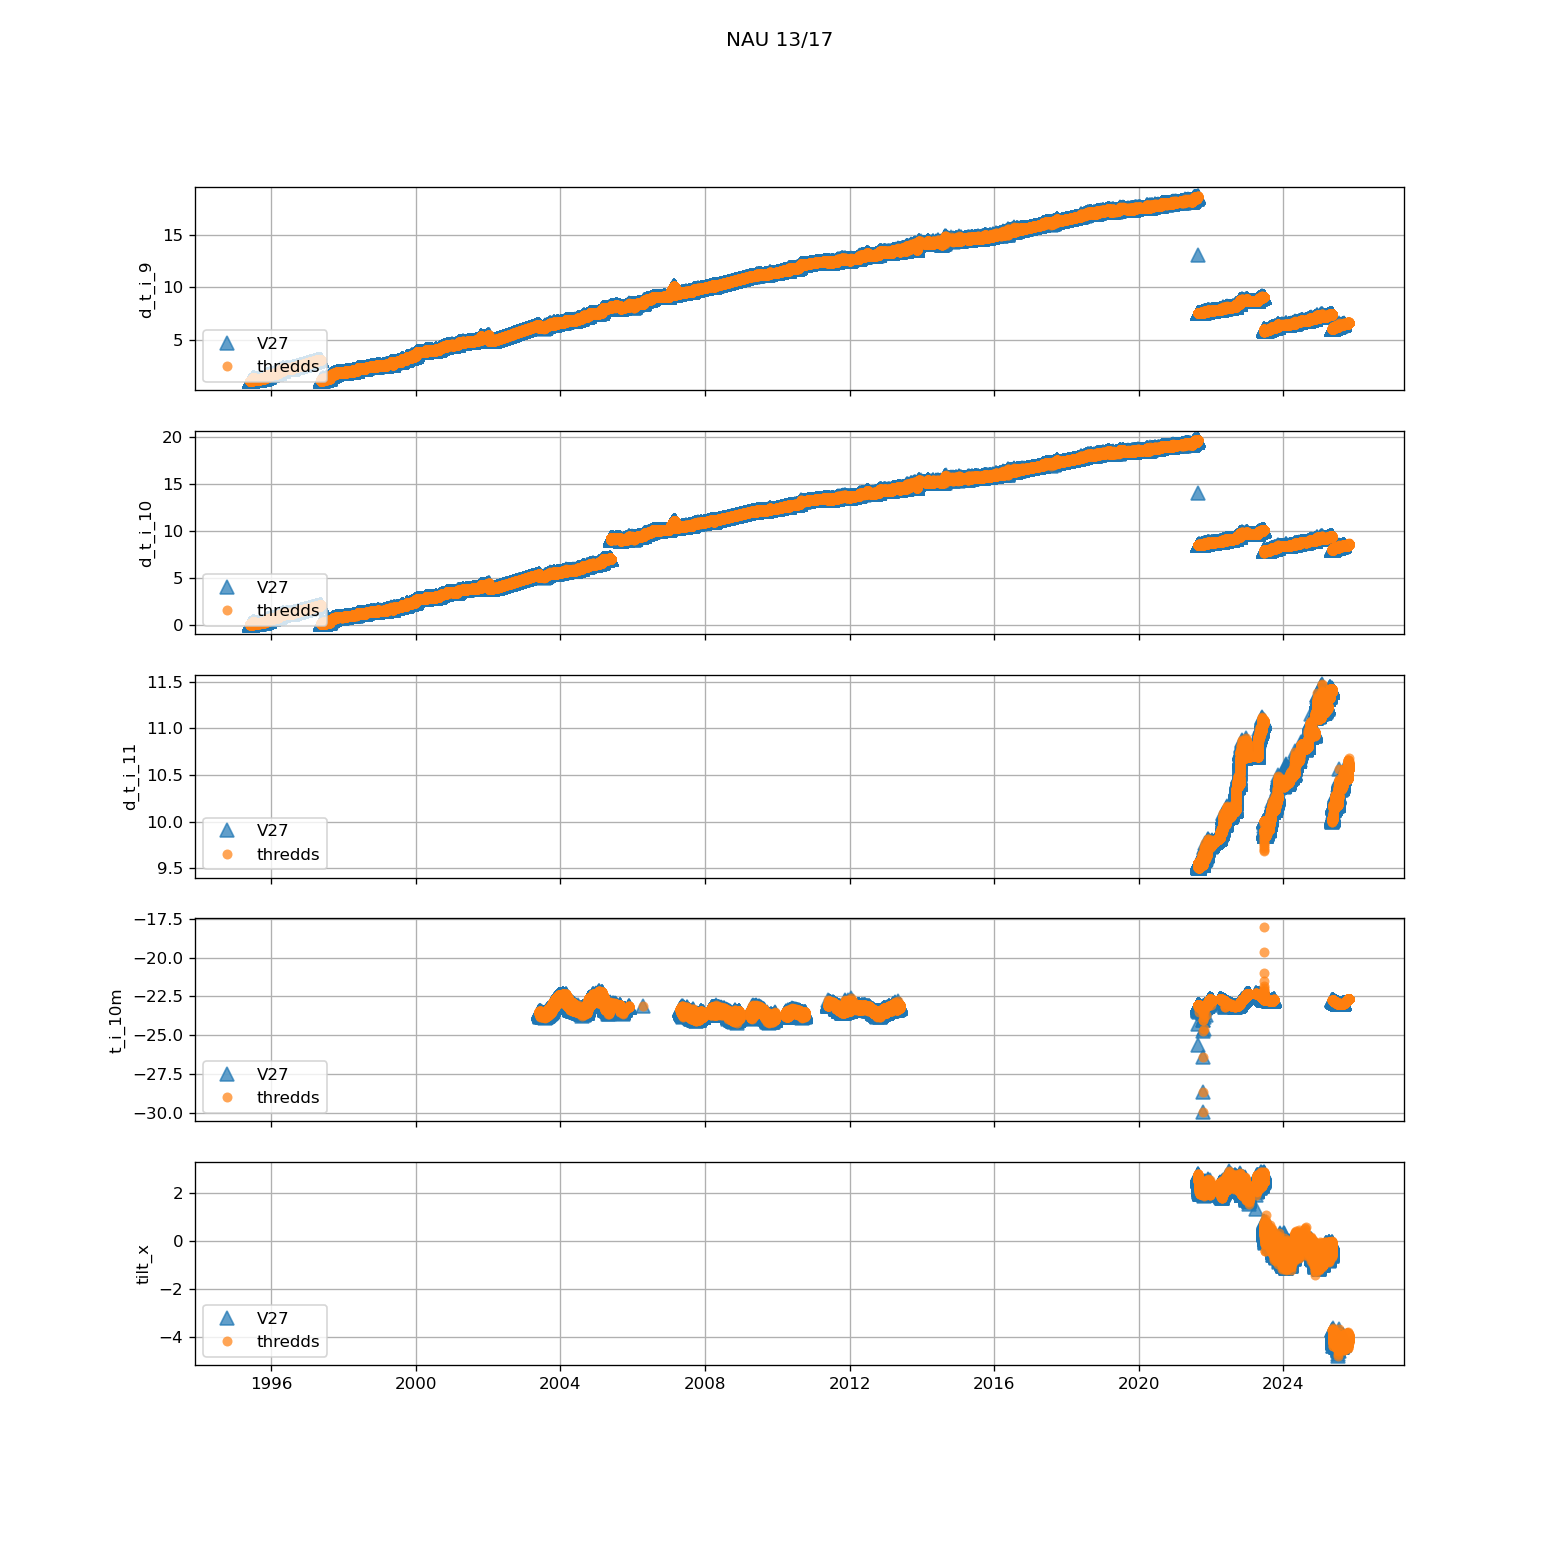 NAU 13/17
d_t_i_9
15
10
5
V27
thredds
d_t_i_10
20
15
10
5
0
V27
thredds
d_t_i_11
11.5
11.0
10.5
10.0
9.5
V27
thredds
t_i_10m
−17.5
−20.0
−22.5
−25.0
−27.5
−30.0
V27
thredds
tilt_x
2
0
−2
−4
V27
thredds
1996 2000 2004 2008 2012 2016 2020 2024